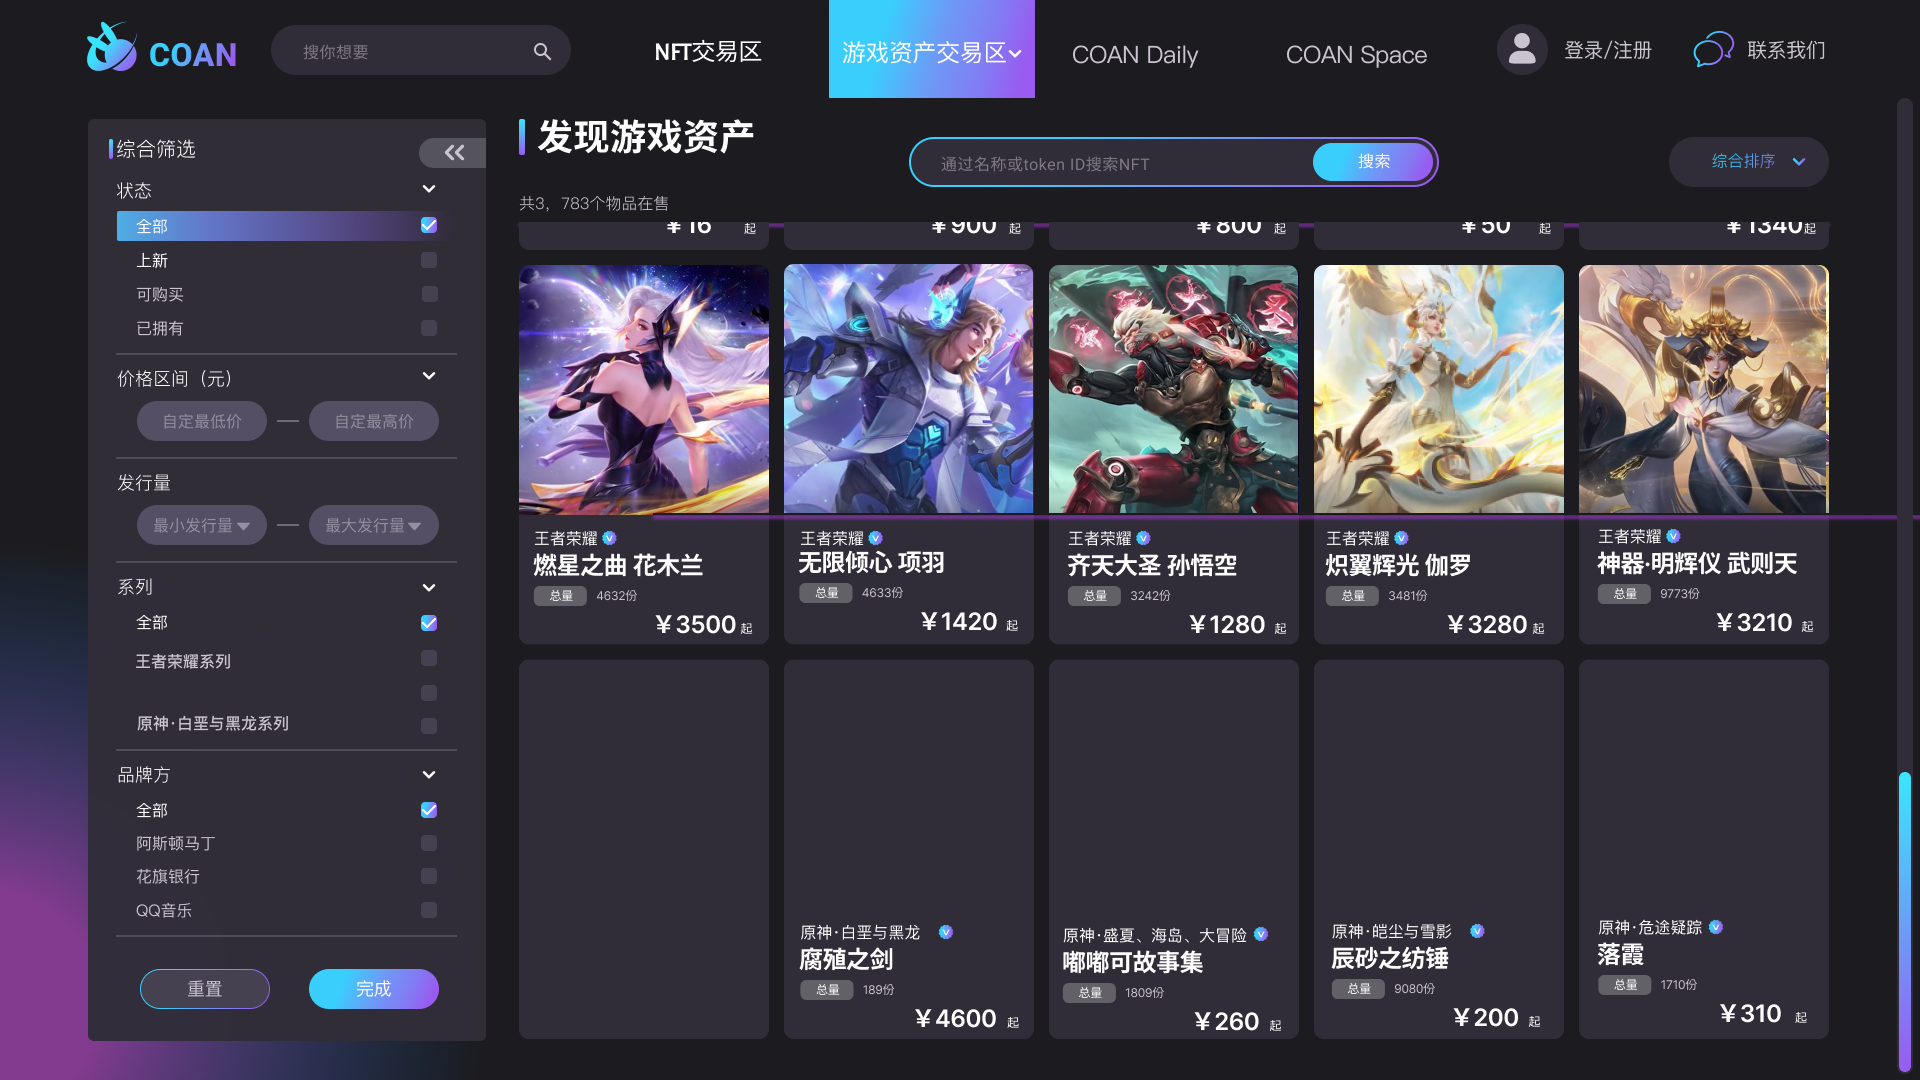 COAN
搜你想要
NFT交易区
游戏资产交易区
COAN Daily
COAN Space
登录/注册
联系我们
综合筛选
状态
全部
上新
可购买
已拥有
价格区间（元）
自定最低价 — 自定最高价
发行量
最小发行量 — 最大发行量
系列
全部
王者荣耀系列
原神·白垩与黑龙系列
品牌方
全部
阿斯顿马丁
花旗银行
QQ音乐
重置
完成
发现游戏资产
通过名称或token ID搜索NFT
搜索
综合排序
共3，783个物品在售
￥16 起
￥900 起
￥800 起
￥50 起
￥1340起
王者荣耀
燃星之曲 花木兰
总量 4632份
￥3500 起
王者荣耀
无限倾心 项羽
总量 4633份
￥1420 起
王者荣耀
齐天大圣 孙悟空
总量 3242份
￥1280 起
王者荣耀
炽翼辉光 伽罗
总量 3481份
￥3280 起
王者荣耀
神器·明辉仪 武则天
总量 9773份
￥3210 起
原神·白垩与黑龙
腐殖之剑
总量 189份
￥4600 起
原神·盛夏、海岛、大冒险
嘟嘟可故事集
总量 1809份
￥260 起
原神·皑尘与雪影
辰砂之纺锤
总量 9080份
￥200 起
原神·危途疑踪
落霞
总量 1710份
￥310 起